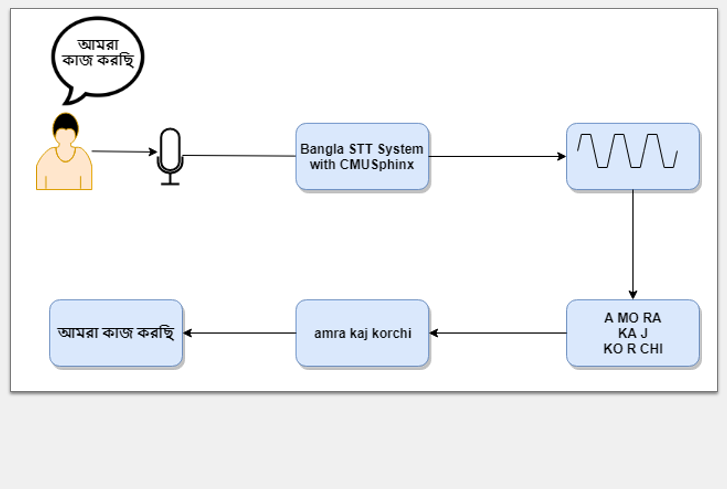 আমরা
কাজ করছি
Bangla STT System
with CMUSphinx
A MO RA
KA J
KO R CHI
amra kaj korchi
আমরা কাজ করছি